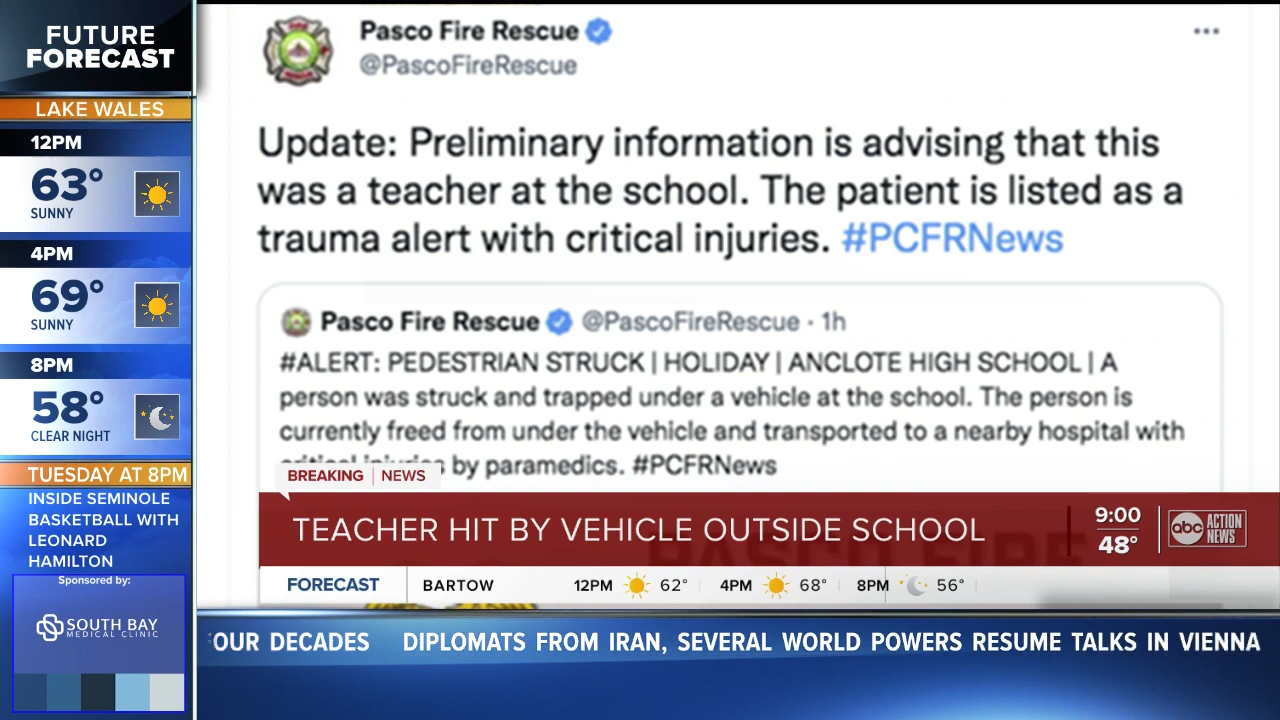 FUTURE
FORECAST
LAKE WALES
12PM
63°
SUNNY
4PM
69°
SUNNY
8PM
58°
CLEAR NIGHT
TUESDAY AT 8PM
INSIDE SEMINOLE
BASKETBALL WITH
LEONARD
HAMILTON
Sponsored by:
SOUTH BAY
MEDICAL CLINIC
Pasco Fire Rescue
@PascoFireRescue
Update: Preliminary information is advising that this
was a teacher at the school. The patient is listed as a
trauma alert with critical injuries. #PCFRNews
Pasco Fire Rescue @PascoFireRescue · 1h
#ALERT: PEDESTRIAN STRUCK | HOLIDAY | ANCLOTE HIGH SCHOOL | A
person was struck and trapped under a vehicle at the school. The person is
currently freed from under the vehicle and transported to a nearby hospital with
critical injuries by paramedics. #PCFRNews
BREAKING | NEWS
TEACHER HIT BY VEHICLE OUTSIDE SCHOOL
9:00
48°
abc ACTION NEWS
FORECAST BARTOW 12PM 62° 4PM 68° 8PM 56°
OUR DECADES DIPLOMATS FROM IRAN, SEVERAL WORLD POWERS RESUME TALKS IN VIENNA